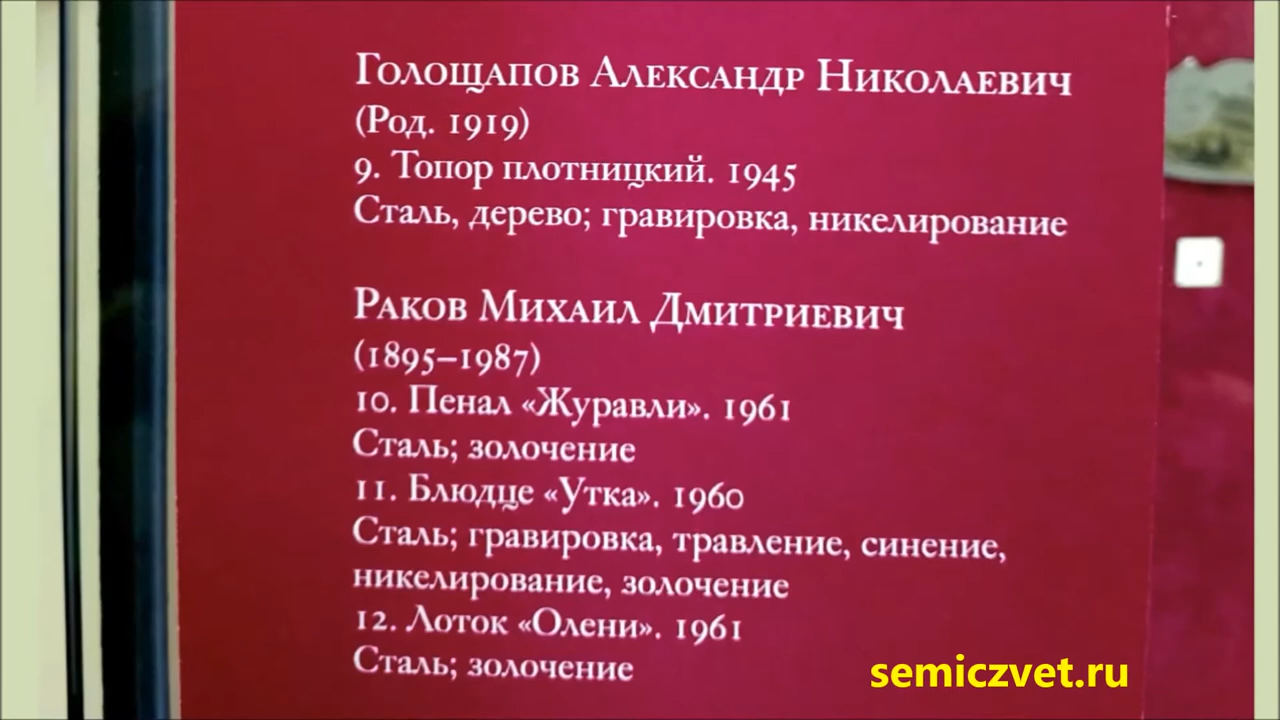 Голощапов Александр Николаевич
(Род. 1919)
9. Топор плотницкий. 1945
Сталь, дерево; гравировка, никелирование
Раков Михаил Дмитриевич
(1895–1987)
10. Пенал «Журавли». 1961
Сталь; золочение
11. Блюдце «Утка». 1960
Сталь; гравировка, травление, синение,
никелирование, золочение
12. Лоток «Олени». 1961
Сталь; золочение
semiczvet.ru